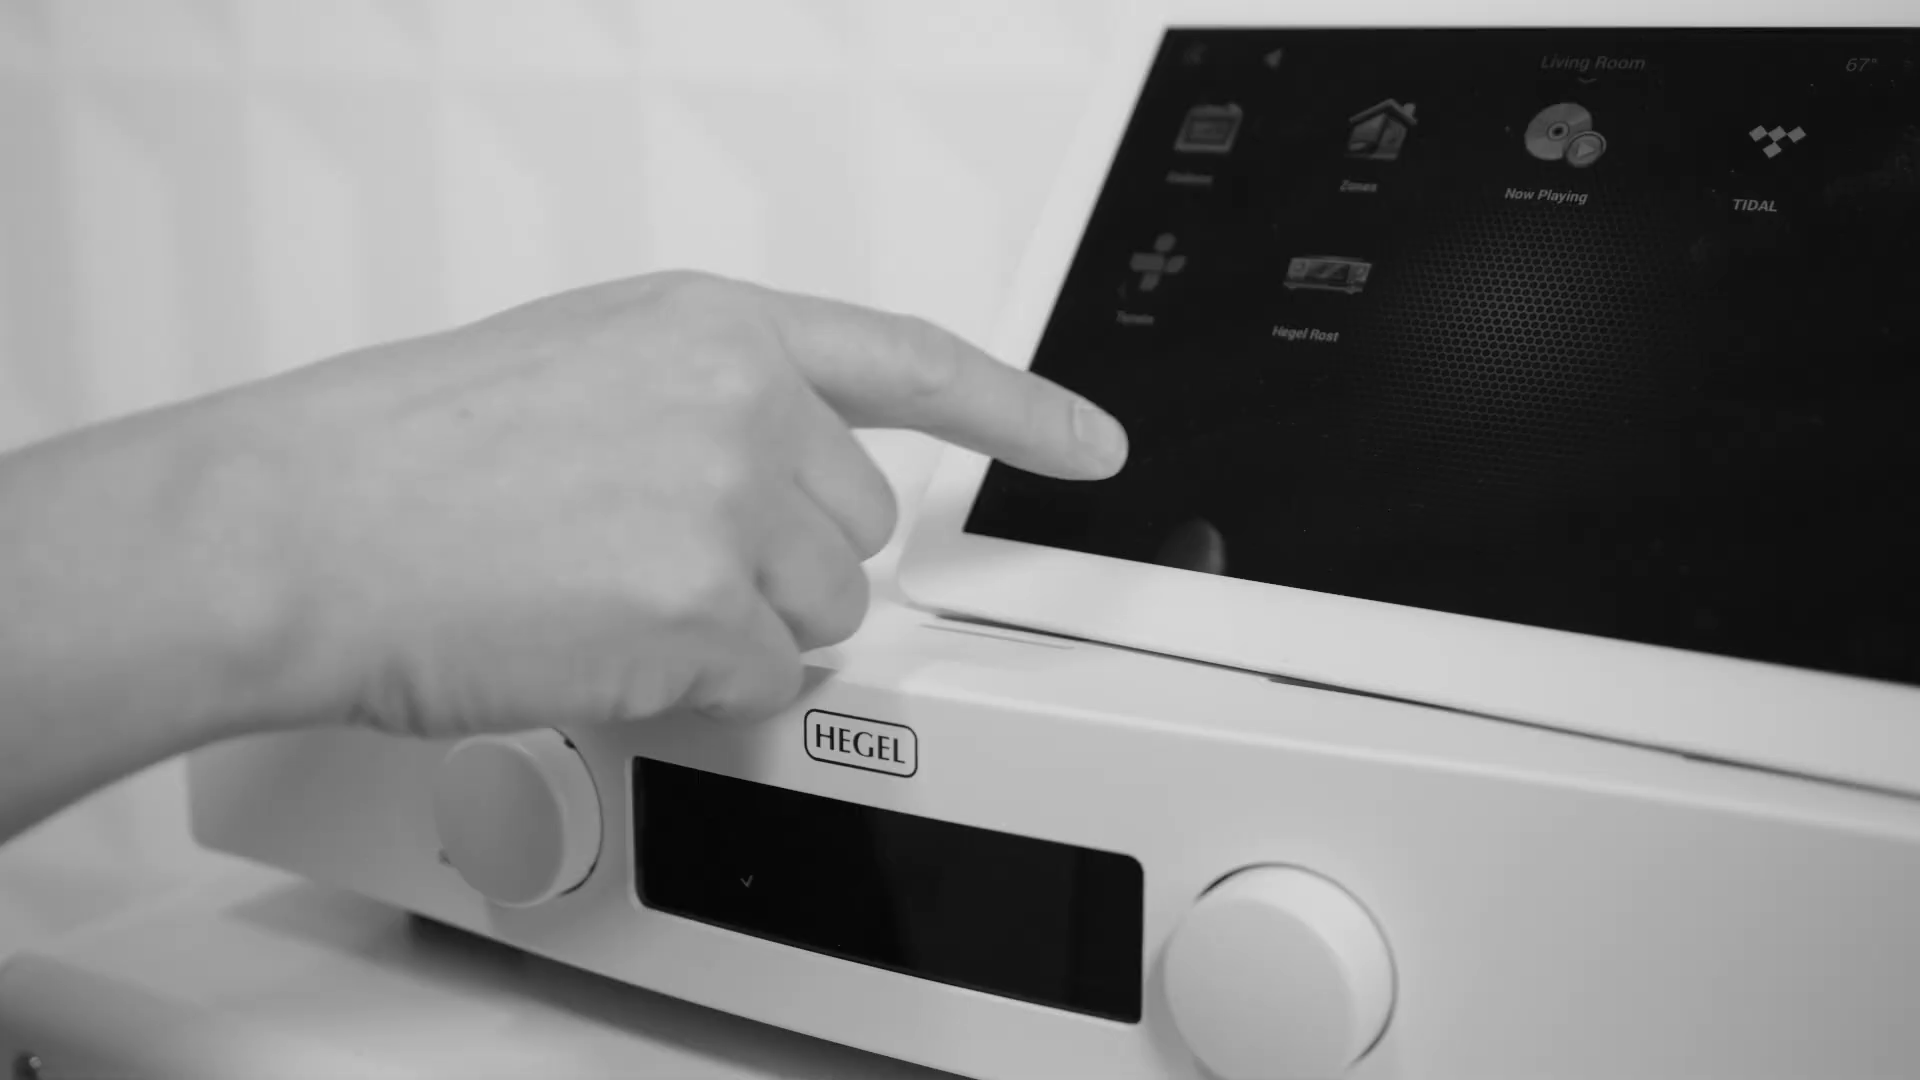 Living Room
67°
Zones
Now Playing
TIDAL
Hegel Rost
HEGEL